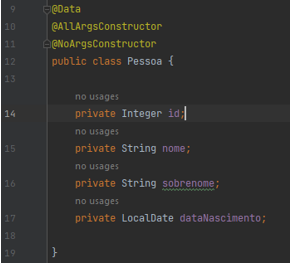 9 @Data
10 @AllArgsConstructor
11 @NoArgsConstructor
12 public class Pessoa {
13
no usages
14 private Integer id;
no usages
15 private String nome;
no usages
16 private String sobrenome;
no usages
17 private LocalDate dataNascimento;
18
19 }